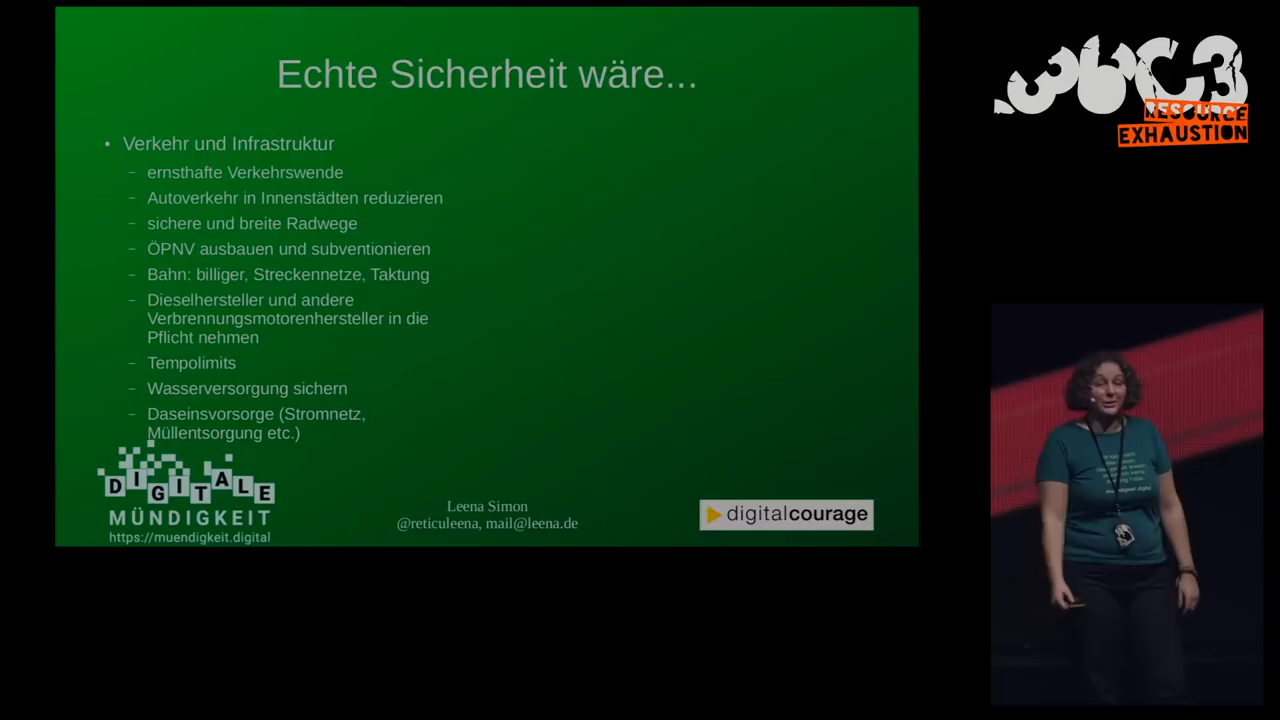 Echte Sicherheit wäre...
• Verkehr und Infrastruktur
– ernsthafte Verkehrswende
– Autoverkehr in Innenstädten reduzieren
– sichere und breite Radwege
– ÖPNV ausbauen und subventionieren
– Bahn: billiger, Streckennetze, Taktung
– Dieselhersteller und andere
Verbrennungsmotorenhersteller in die
Pflicht nehmen
– Tempolimits
– Wasserversorgung sichern
– Daseinsvorsorge (Stromnetz,
Müllentsorgung etc.)
DIGITALE
MÜNDIGKEIT
https://muendigkeit.digital
Leena Simon
@reticuleena, mail@leena.de
digitalcourage
36C3
RESOURCE
EXHAUSTION